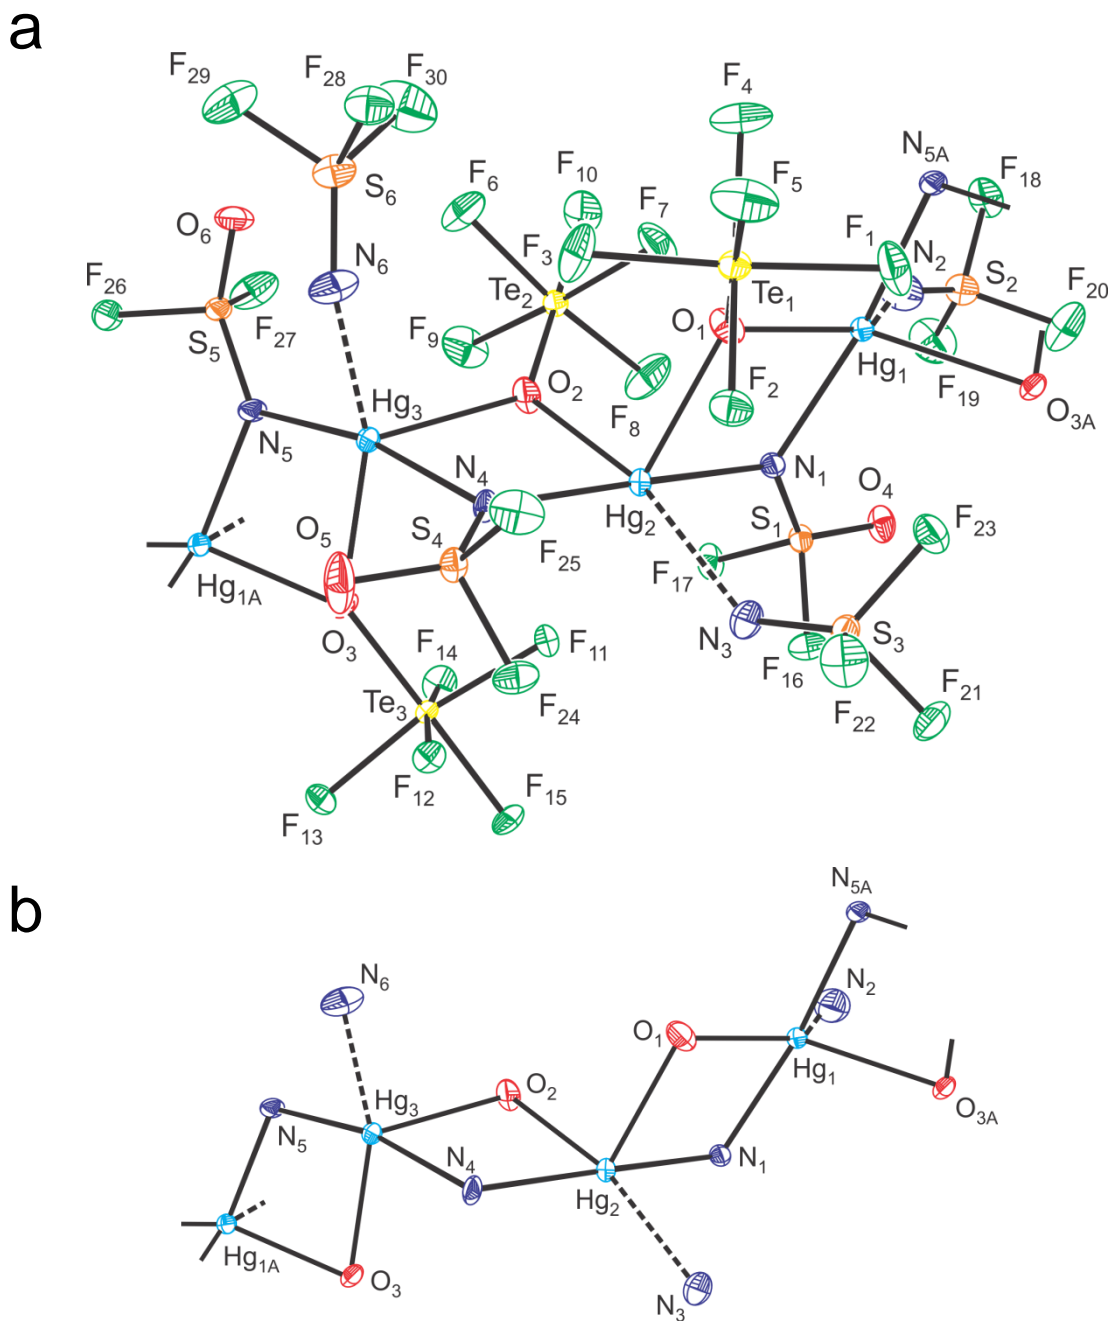 a
F29
F28
F30
F4
N5A
F18
F10
F6
F5
S6
F7
O6
F3
F1
N2
S2
N6
F20
F26
Te2
Te1
F27
S5
F9
O1
Hg1
F19
O2
F2
O3A
Hg3
F8
N5
N4
N1
O4
Hg2
S1
O5
S4
F23
F25
F17
Hg1A
O3
F14
F11
N3
S3
F16
F21
Te3
F24
F22
F12
F15
F13
b
N5A
N6
N2
O1
Hg1
O2
Hg3
O3A
N5
N4
N1
Hg2
Hg1A
O3
N3